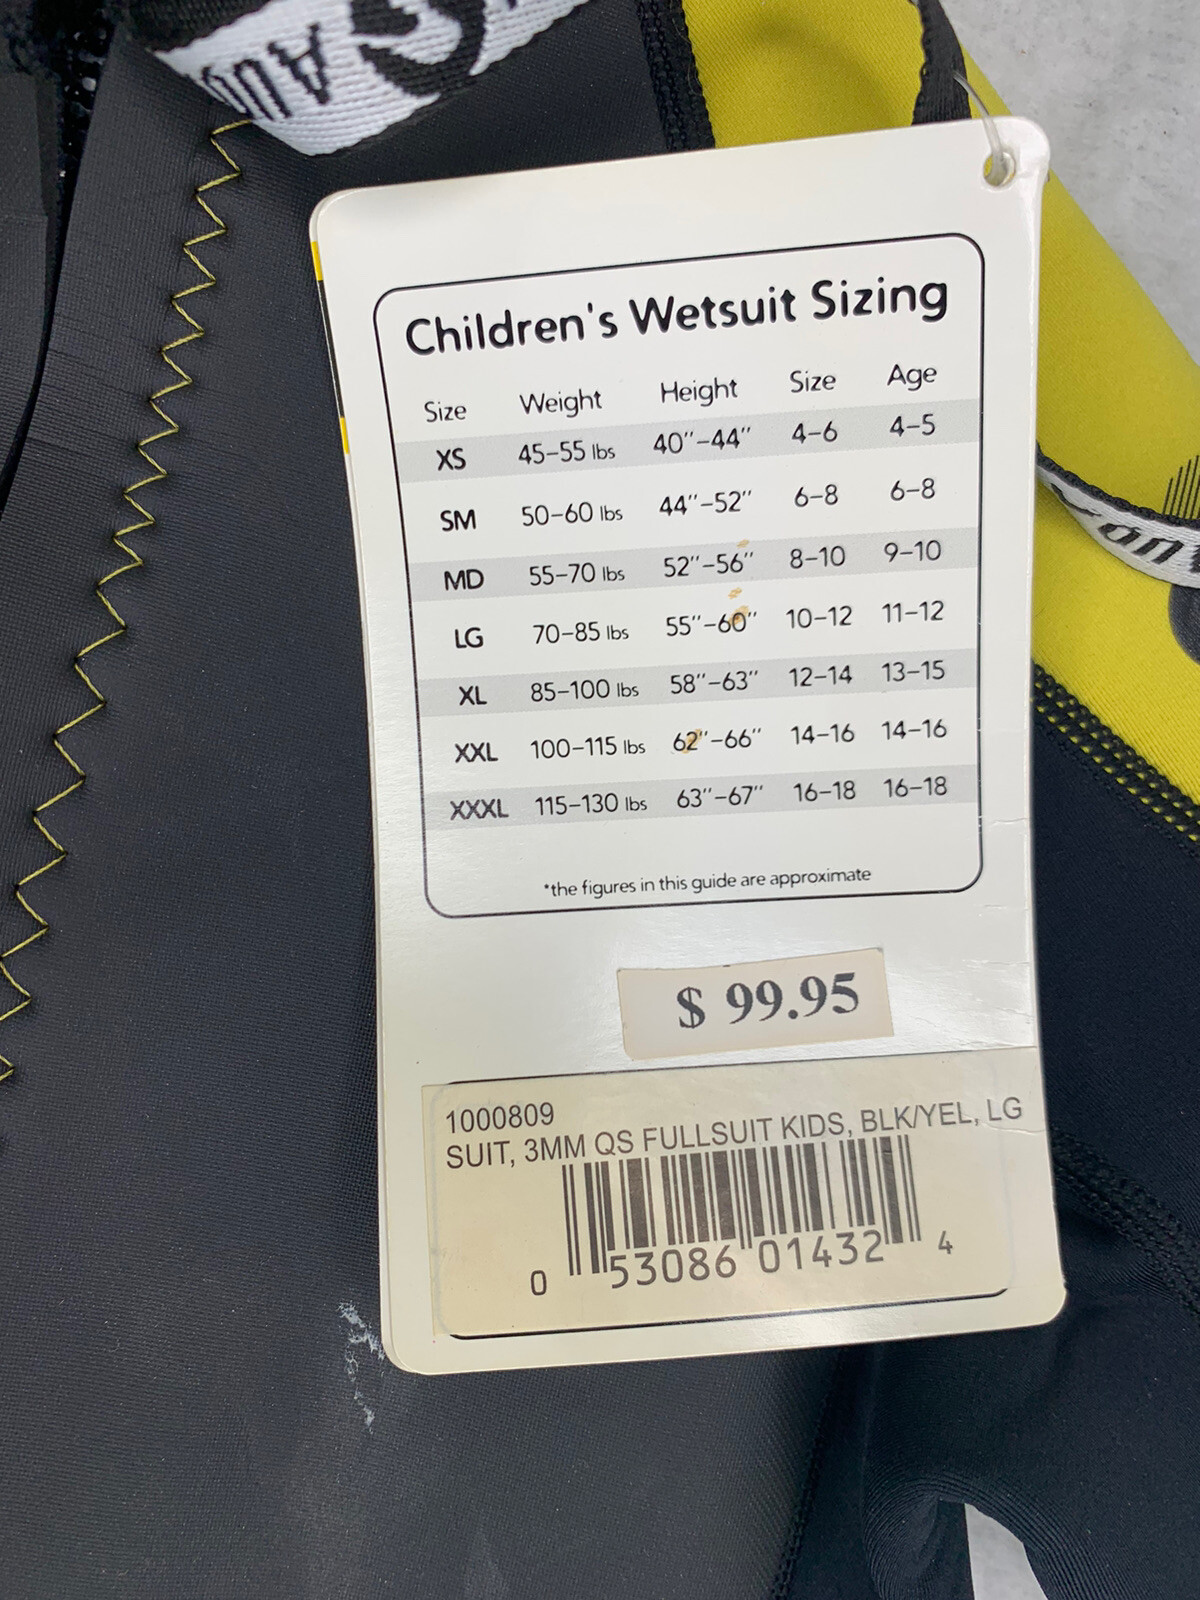 Children's Wetsuit Sizing
Size Weight Height Size Age
XS 45–55 lbs 40"–44" 4–6 4–5
SM 50–60 lbs 44"–52" 6–8 6–8
MD 55–70 lbs 52"–56" 8–10 9–10
LG 70–85 lbs 55"–60" 10–12 11–12
XL 85–100 lbs 58"–63" 12–14 13–15
XXL 100–115 lbs 62"–66" 14–16 14–16
XXXL 115–130 lbs 63"–67" 16–18 16–18
*the figures in this guide are approximate
$ 99.95
1000809
SUIT, 3MM QS FULLSUIT KIDS, BLK/YEL, LG
0 53086 01432 4